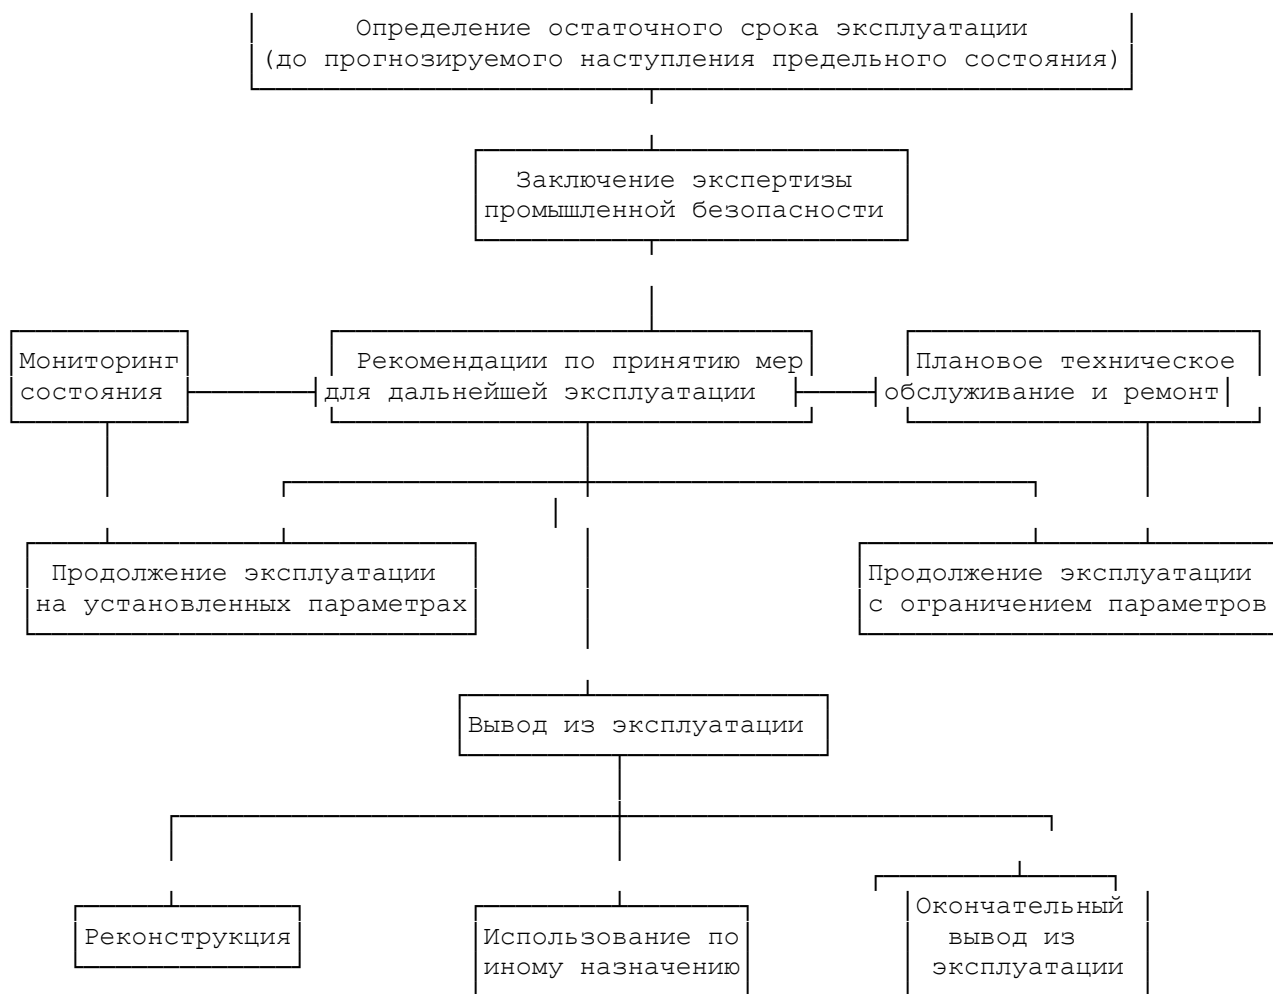 Определение остаточного срока эксплуатации
(до прогнозируемого наступления предельного состояния)
Заключение экспертизы
промышленной безопасности
Мониторинг
состояния
Рекомендации по принятию мер
для дальнейшей эксплуатации
Плановое техническое
обслуживание и ремонт
Продолжение эксплуатации
на установленных параметрах
Продолжение эксплуатации
с ограничением параметров
Вывод из эксплуатации
Реконструкция
Использование по
иному назначению
Окончательный
вывод из
эксплуатации